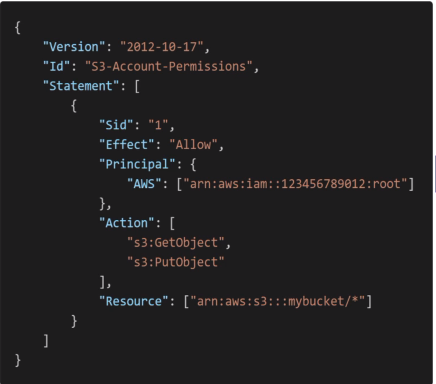 {
    "Version": "2012-10-17",
    "Id": "S3-Account-Permissions",
    "Statement": [
        {
            "Sid": "1",
            "Effect": "Allow",
            "Principal": {
                "AWS": ["arn:aws:iam::123456789012:root"]
            },
            "Action": [
                "s3:GetObject",
                "s3:PutObject"
            ],
            "Resource": ["arn:aws:s3:::mybucket/*"]
        }
    ]
}